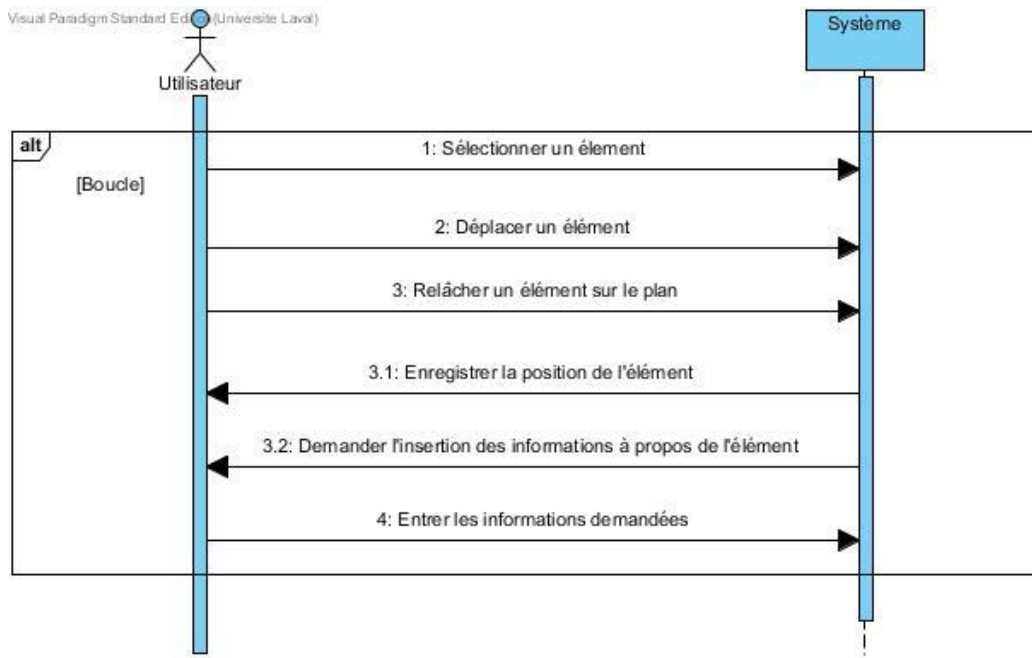 Visual Paradigm Standard Edition(Universite Laval)
Utilisateur
Système
alt
[Boucle]
1: Sélectionner un élement
2: Déplacer un élément
3: Relâcher un élément sur le plan
3.1: Enregistrer la position de l'élément
3.2: Demander l'insertion des informations à propos de l'élément
4: Entrer les informations demandées